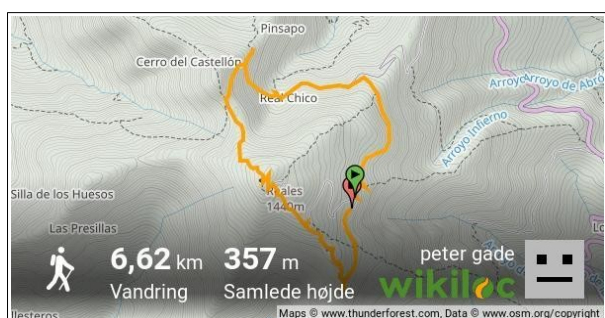 Pinsapo
Cerro del Castellón
Real Chico
Arroyo
Arroyo de Abró
Arroyo Infierno
Silla de los Huesos
Reales
1440m
Las Presillas
Lo
6,62 km
357 m
peter gade
Vandring
Samlede højde
wikiloc
llesteros
Maps © www.thunderforest.com, Data © www.osm.org/copyright